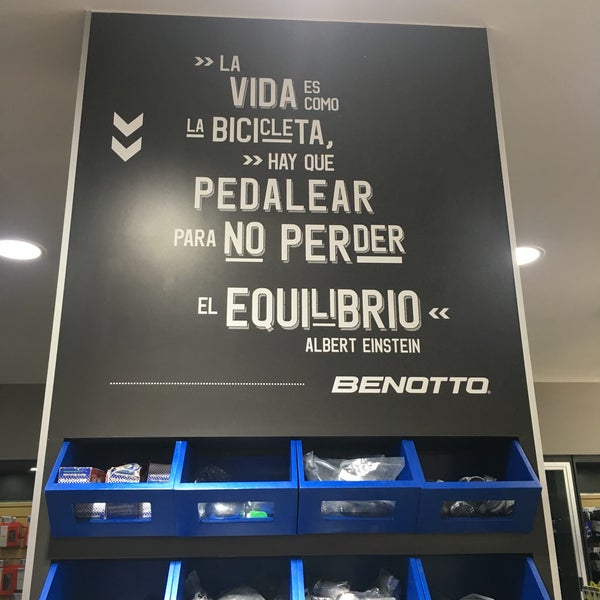 » LA
VIDA ES COMO
LA BICICLETA,
» HAY QUE
PEDALEAR
PARA NO PERDER
EL EQUILIBRIO «
ALBERT EINSTEIN
BENOTTO®